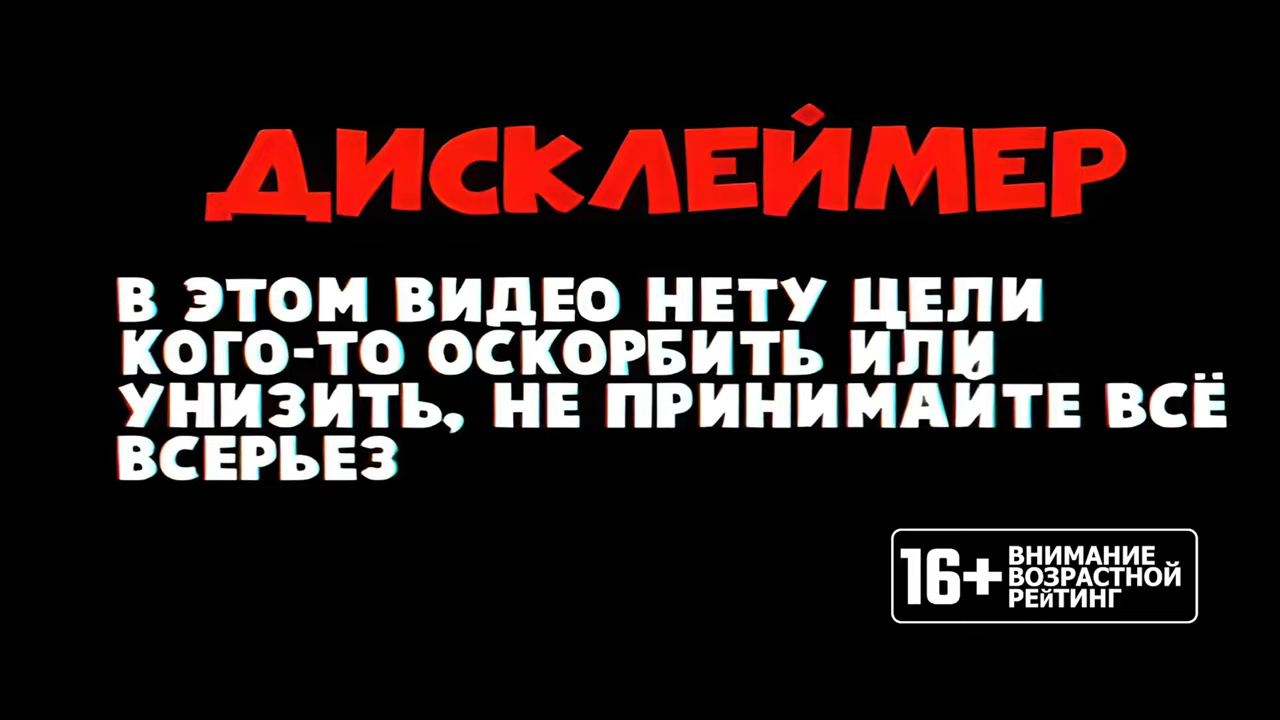 ДИСКЛЕЙМЕР
В ЭТОМ ВИДЕО НЕТУ ЦЕЛИ
КОГО-ТО ОСКОРБИТЬ ИЛИ
УНИЗИТЬ, НЕ ПРИНИМАЙТЕ ВСЁ
ВСЕРЬЕЗ
16+ ВНИМАНИЕ
ВОЗРАСТНОЙ
РЕйТИНГ